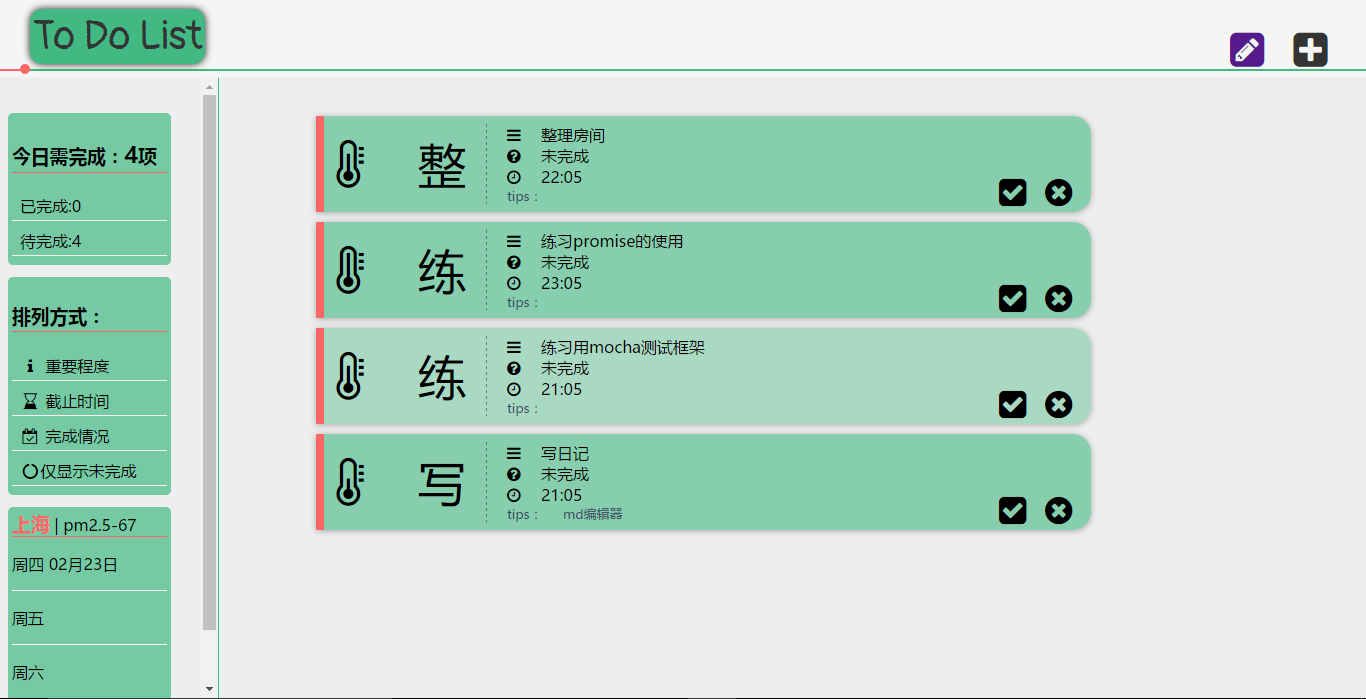 To Do List
今日需完成：4项
已完成:0
待完成:4
排列方式：
重要程度
截止时间
完成情况
仅显示未完成
上海 | pm2.5-67
周四 02月23日
周五
周六
整
整理房间
未完成
22:05
tips：
练
练习promise的使用
未完成
23:05
tips：
练
练习用mocha测试框架
未完成
21:05
tips：
写
写日记
未完成
21:05
tips： md编辑器